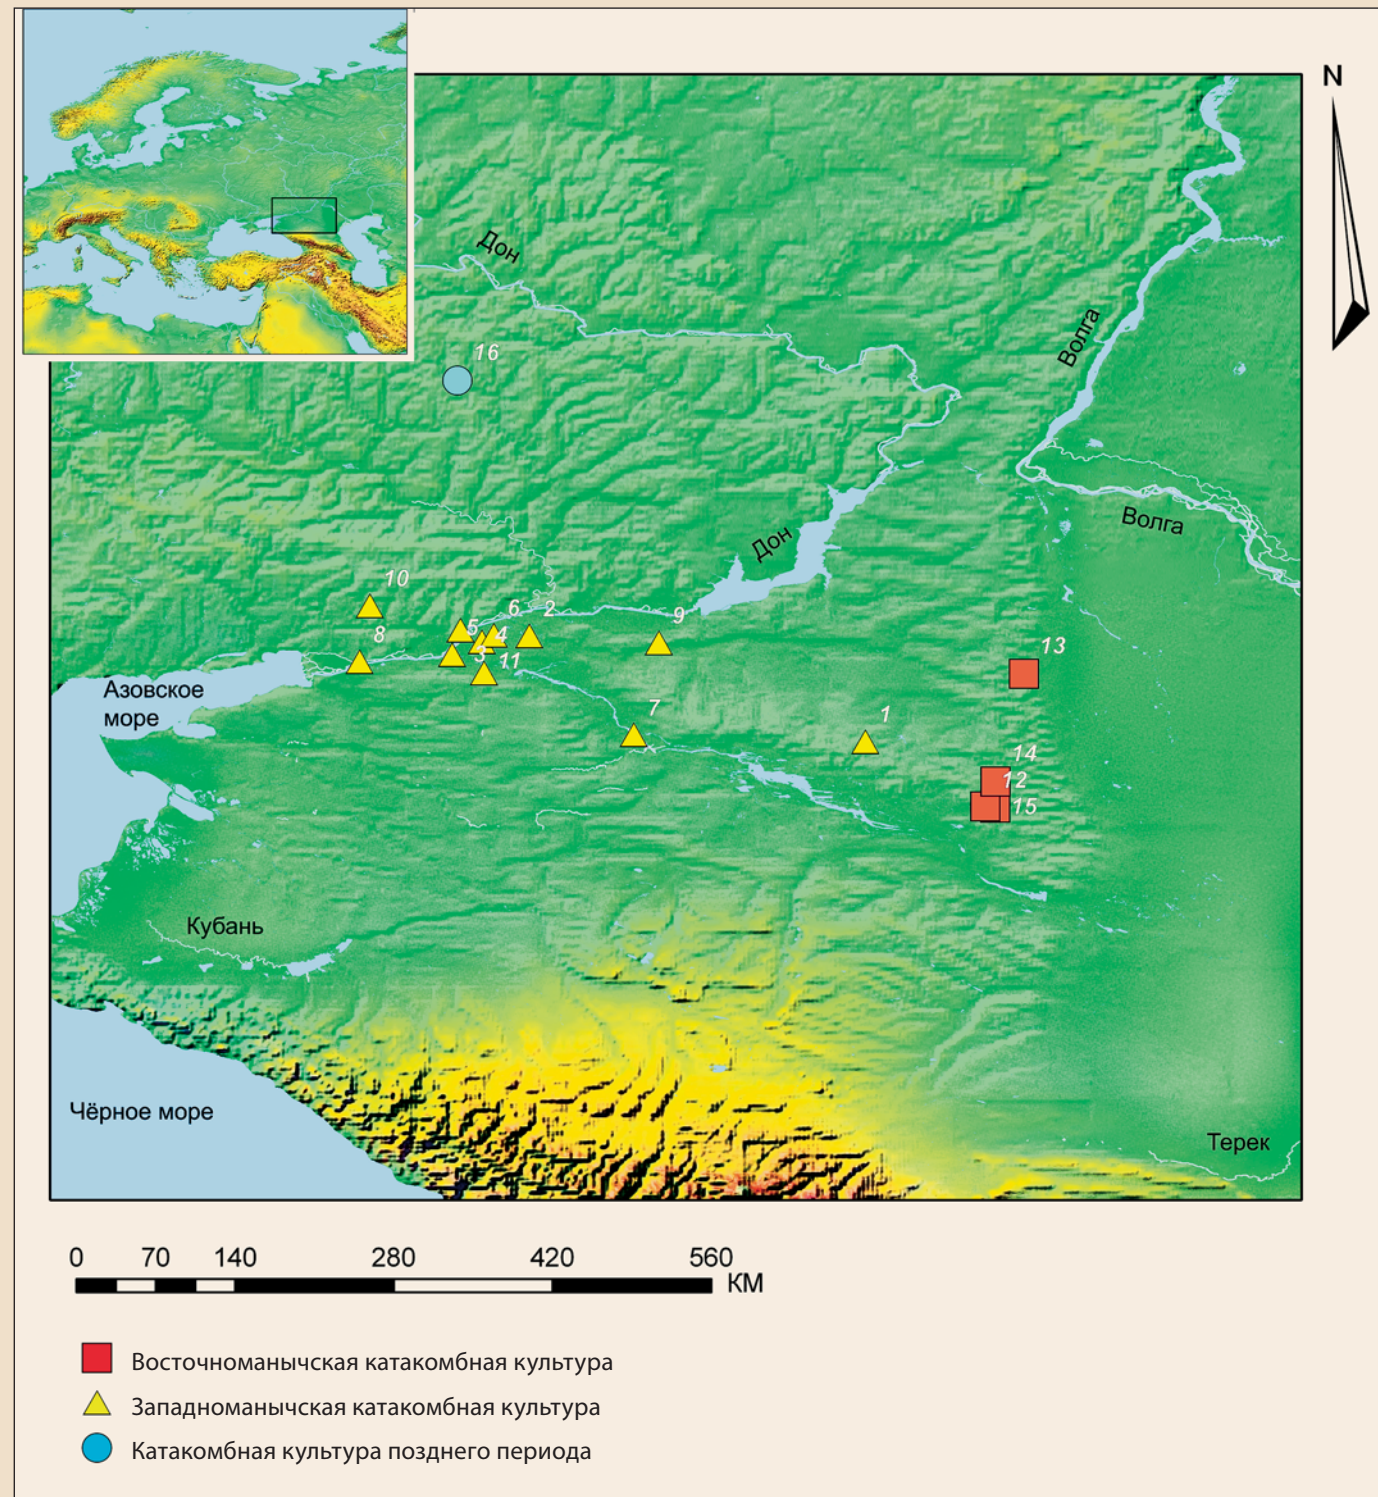 N
Дон
16
Волга
Волга
Дон
10
6
2
9
5
4
8
3
11
13
Азовское
море
7
1
14
12
15
Кубань
Чёрное море
Терек
0 70 140 280 420 560
КМ
Восточноманычская катакомбная культура
Западноманычская катакомбная культура
Катакомбная культура позднего периода